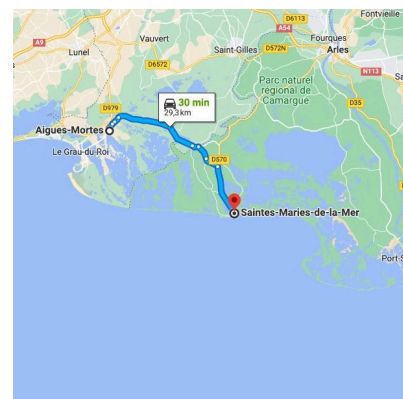 Fontvieille
D6113
A54
Fourques
Vauvert
A9
Saint-Gilles
D572N
Arles
Lunel
D6572
N113
Parc naturel
régional de
Camargue
30 min
29,3 km
D979
D35
Aigues-Mortes
Le Grau-du-Roi
D570
Saintes-Maries-de-la-Mer